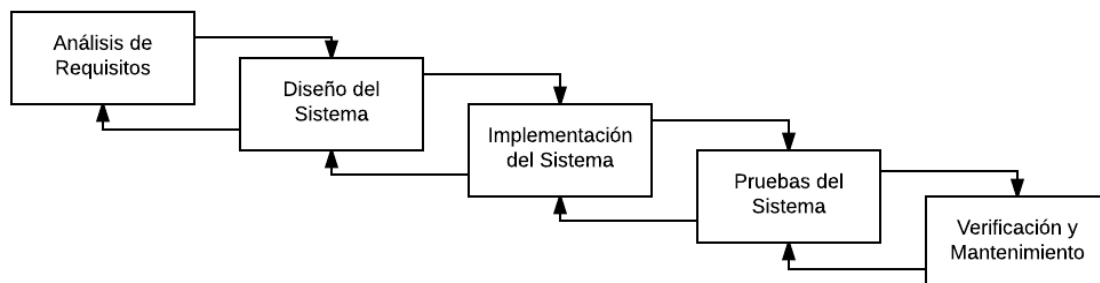 Análisis de
Requisitos
Diseño del
Sistema
Implementación
del Sistema
Pruebas del
Sistema
Verificación y
Mantenimiento